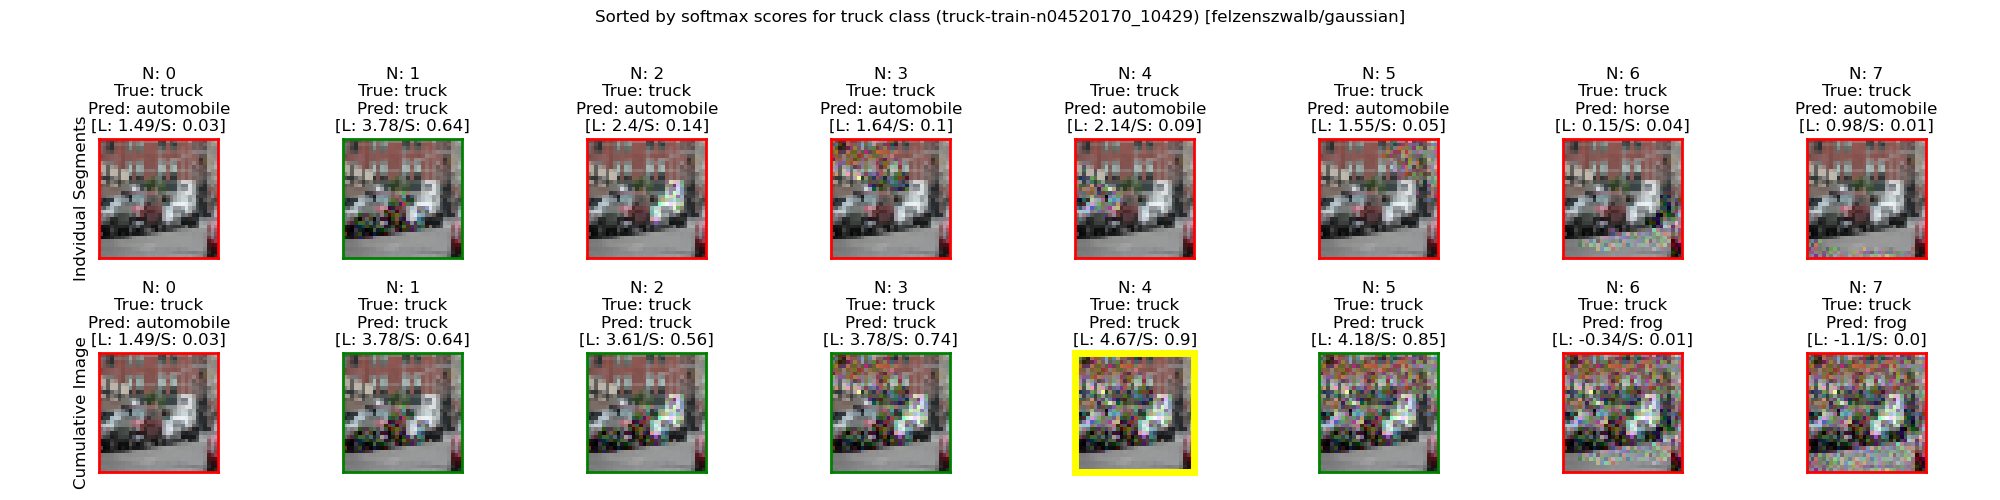 Sorted by softmax scores for truck class (truck-train-n04520170_10429) [felzenszwalb/gaussian]
Indvidual Segments
N: 0
True: truck
Pred: automobile
[L: 1.49/S: 0.03]
N: 1
True: truck
Pred: truck
[L: 3.78/S: 0.64]
N: 2
True: truck
Pred: automobile
[L: 2.4/S: 0.14]
N: 3
True: truck
Pred: automobile
[L: 1.64/S: 0.1]
N: 4
True: truck
Pred: automobile
[L: 2.14/S: 0.09]
N: 5
True: truck
Pred: automobile
[L: 1.55/S: 0.05]
N: 6
True: truck
Pred: horse
[L: 0.15/S: 0.04]
N: 7
True: truck
Pred: automobile
[L: 0.98/S: 0.01]
Cumulative Image
N: 0
True: truck
Pred: automobile
[L: 1.49/S: 0.03]
N: 1
True: truck
Pred: truck
[L: 3.78/S: 0.64]
N: 2
True: truck
Pred: truck
[L: 3.61/S: 0.56]
N: 3
True: truck
Pred: truck
[L: 3.78/S: 0.74]
N: 4
True: truck
Pred: truck
[L: 4.67/S: 0.9]
N: 5
True: truck
Pred: truck
[L: 4.18/S: 0.85]
N: 6
True: truck
Pred: frog
[L: -0.34/S: 0.01]
N: 7
True: truck
Pred: frog
[L: -1.1/S: 0.0]